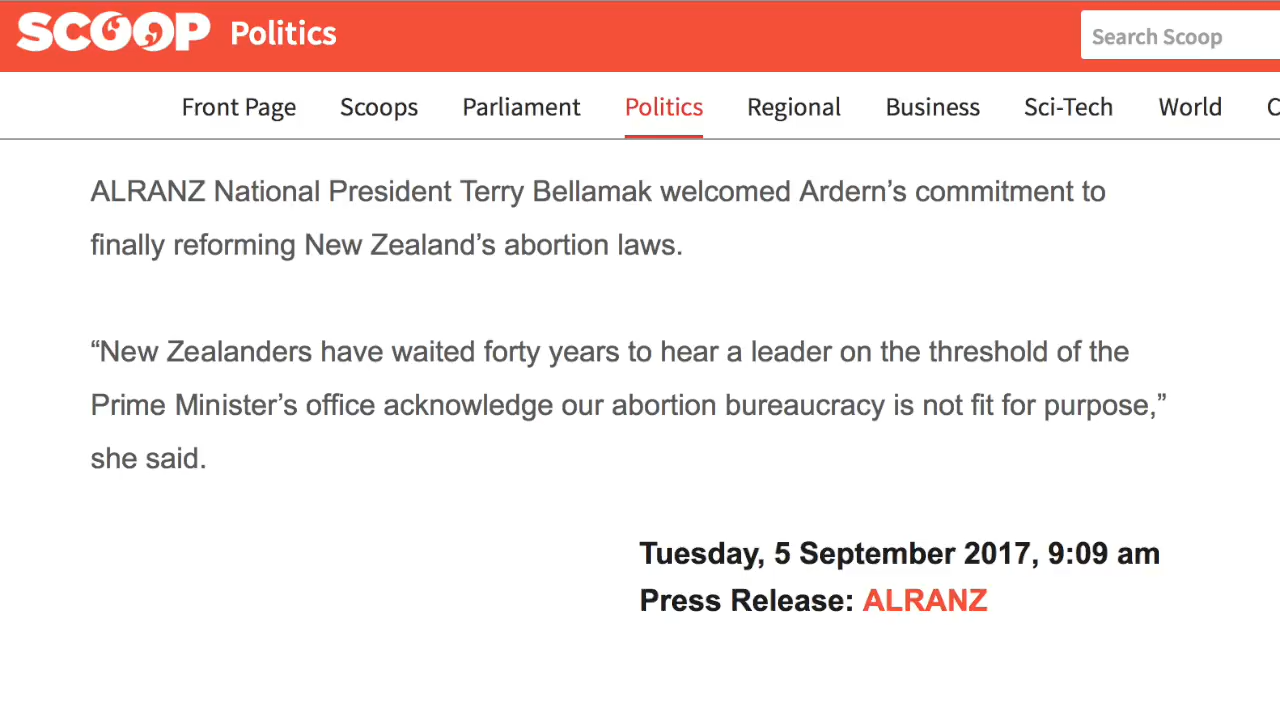 SCOOP Politics
Search Scoop
Front Page Scoops Parliament Politics Regional Business Sci-Tech World C
ALRANZ National President Terry Bellamak welcomed Ardern’s commitment to
finally reforming New Zealand’s abortion laws.
“New Zealanders have waited forty years to hear a leader on the threshold of the
Prime Minister’s office acknowledge our abortion bureaucracy is not fit for purpose,”
she said.
Tuesday, 5 September 2017, 9:09 am
Press Release: ALRANZ